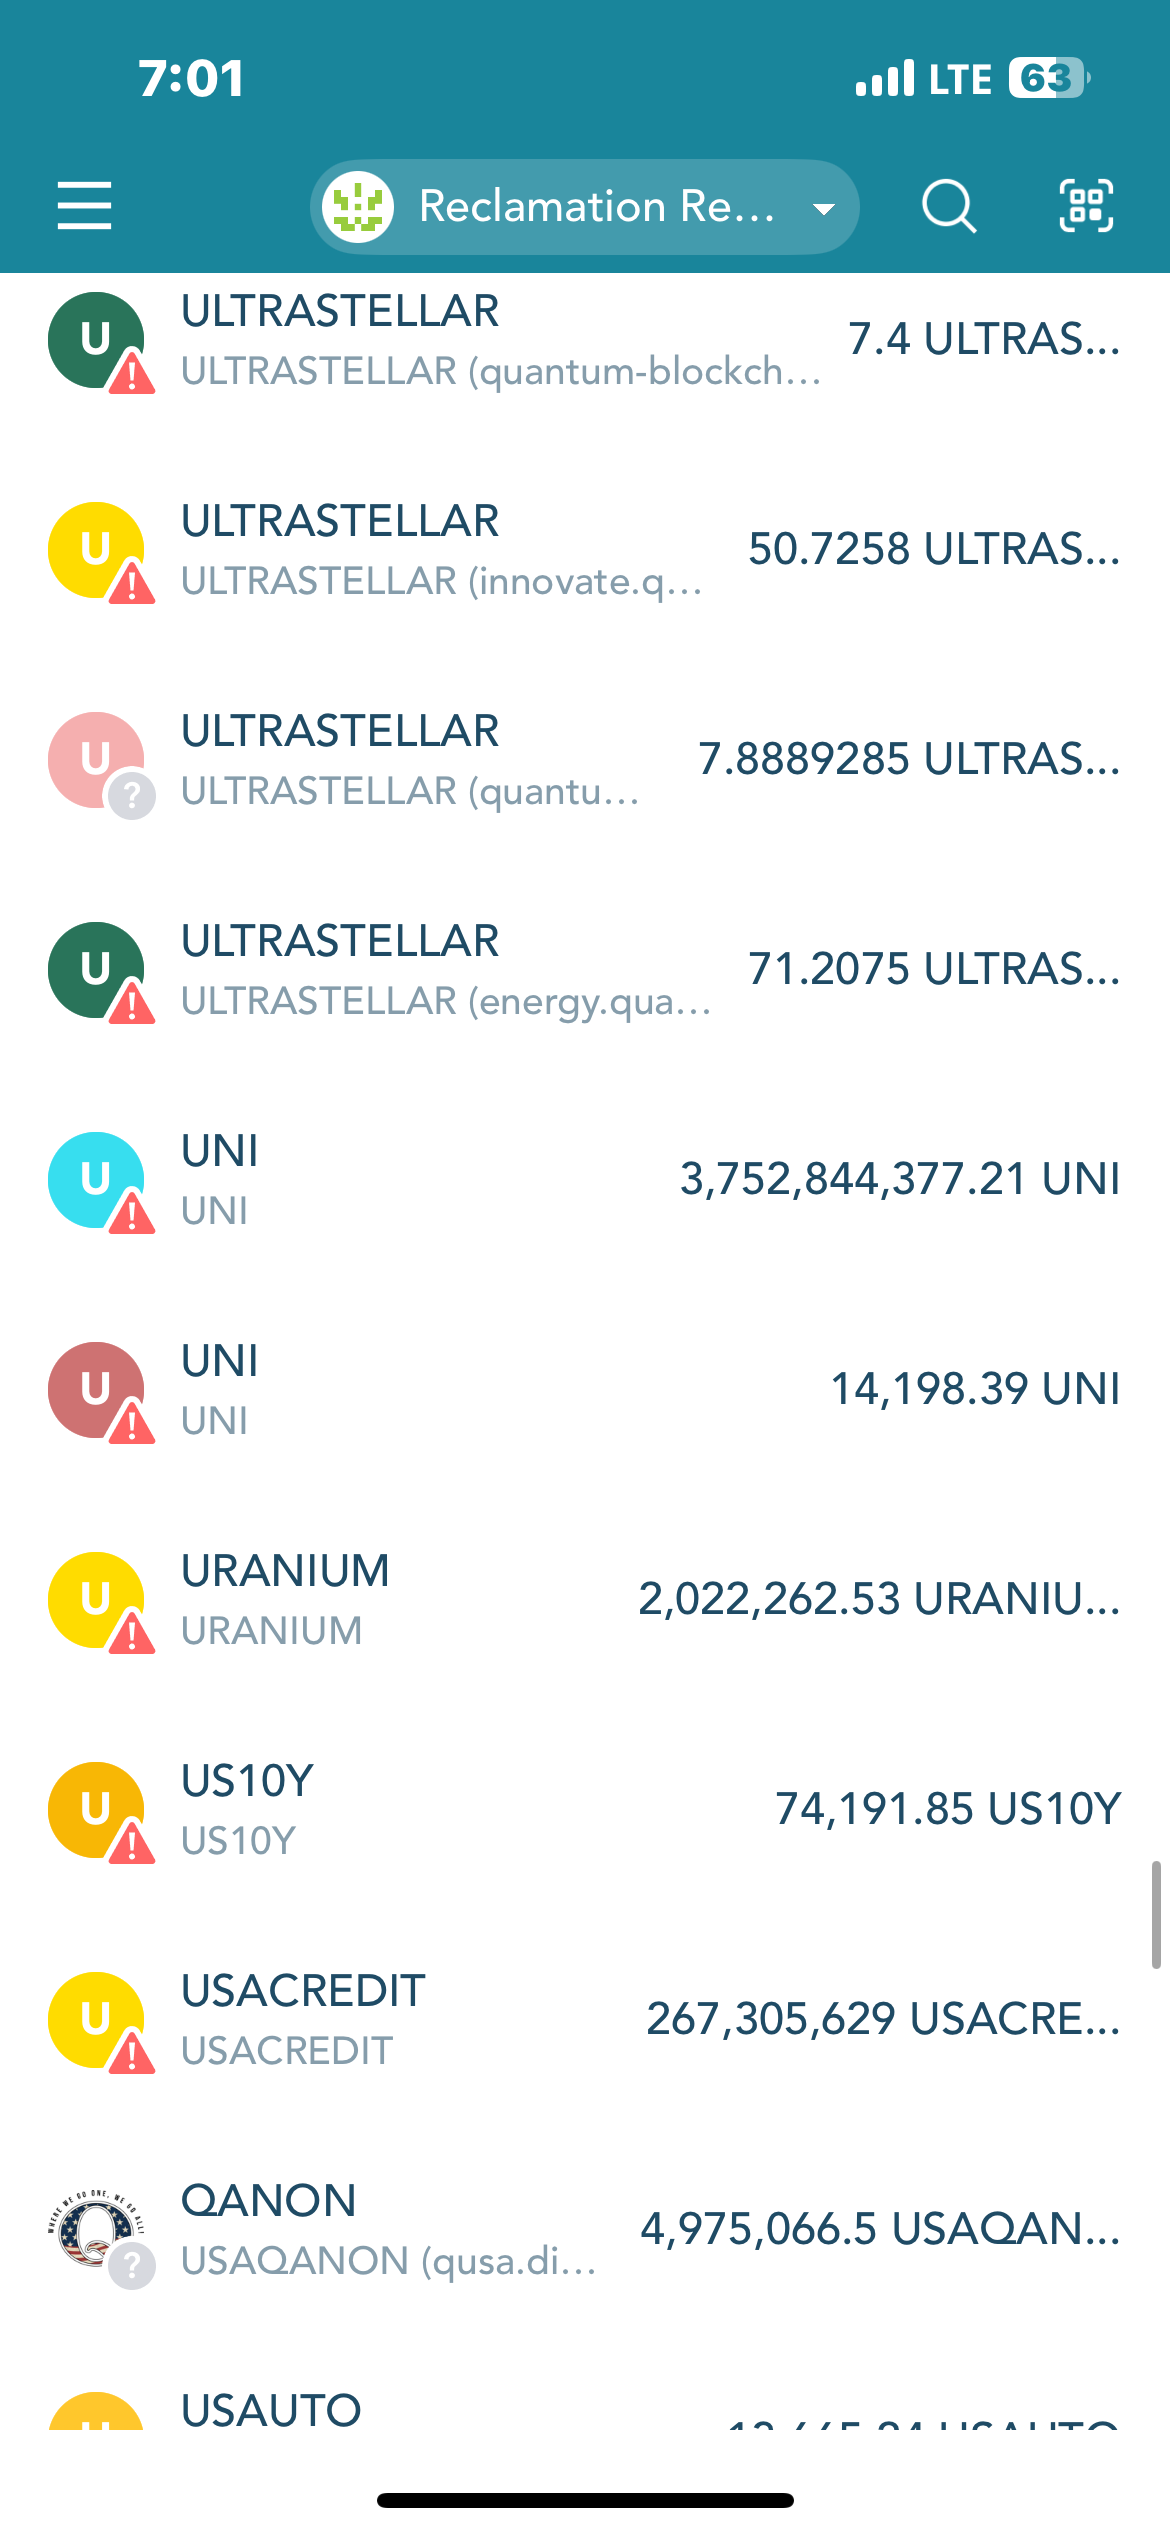 7:01
LTE 63
Reclamation Re...
ULTRASTELLAR
7.4 ULTRAS...
ULTRASTELLAR (quantum-blockch...
ULTRASTELLAR
50.7258 ULTRAS...
ULTRASTELLAR (innovate.q...
ULTRASTELLAR
7.8889285 ULTRAS...
ULTRASTELLAR (quantu...
ULTRASTELLAR
71.2075 ULTRAS...
ULTRASTELLAR (energy.qua...
UNI
3,752,844,377.21 UNI
UNI
UNI
14,198.39 UNI
UNI
URANIUM
2,022,262.53 URANIU...
URANIUM
US10Y
74,191.85 US10Y
US10Y
USACREDIT
267,305,629 USACRE...
USACREDIT
WHERE WE GO ONE, WE GO ALL!
QANON
4,975,066.5 USAQAN...
USAQANON (qusa.di...
USAUTO